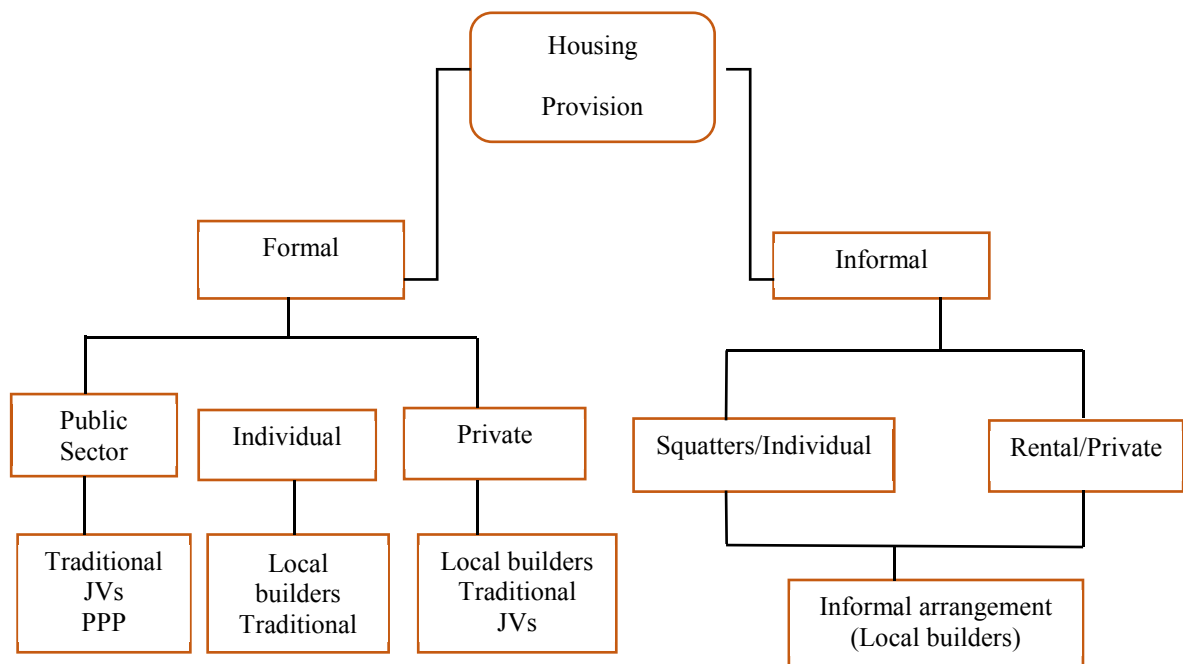 Housing
Provision
Formal
Informal
Public
Sector
Individual
Private
Squatters/Individual
Rental/Private
Traditional
JVs
PPP
Local
builders
Traditional
Local builders
Traditional
JVs
Informal arrangement
(Local builders)